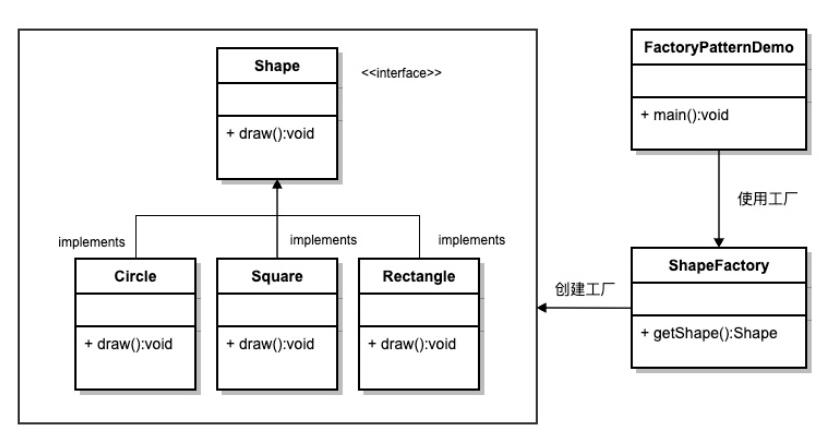 Shape
<<interface>>
+ draw():void
implements
implements
implements
Circle
+ draw():void
Square
+ draw():void
Rectangle
+ draw():void
FactoryPatternDemo
+ main():void
使用工厂
ShapeFactory
+ getShape():Shape
创建工厂